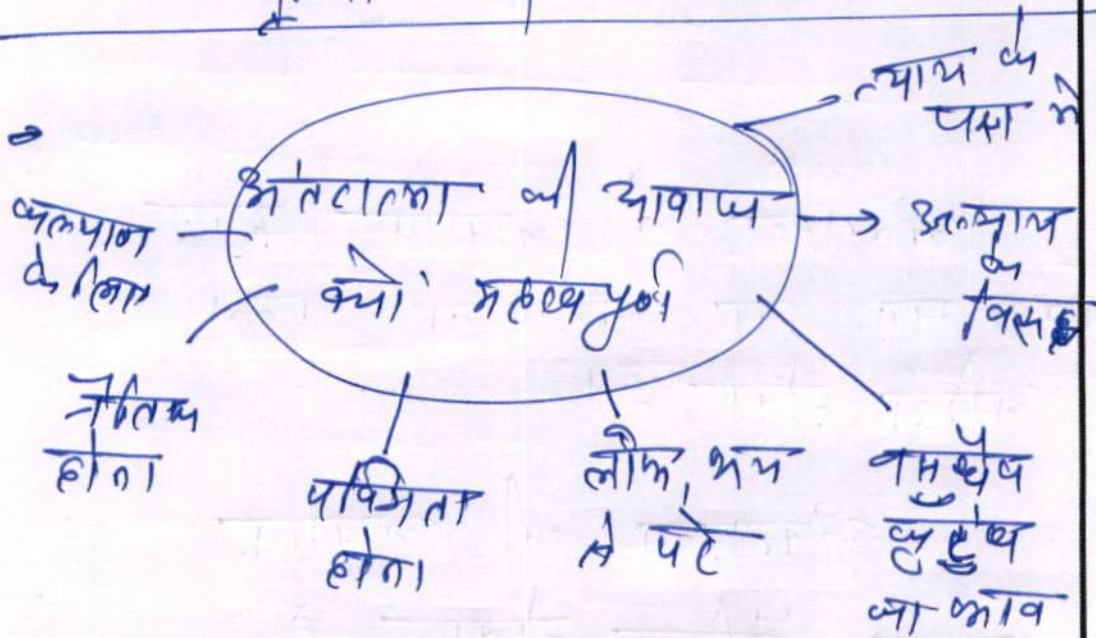 अंतरात्मा की आवाज
क्यों महत्वपूर्ण
न्याय के
पक्ष में
अन्याय
के
विरुद्ध
वसुधैव
कुटुंब
का भाव
लोभ, भय
से परे
पवित्रता
होना
नैतिक
होना
कल्याण
के लिए